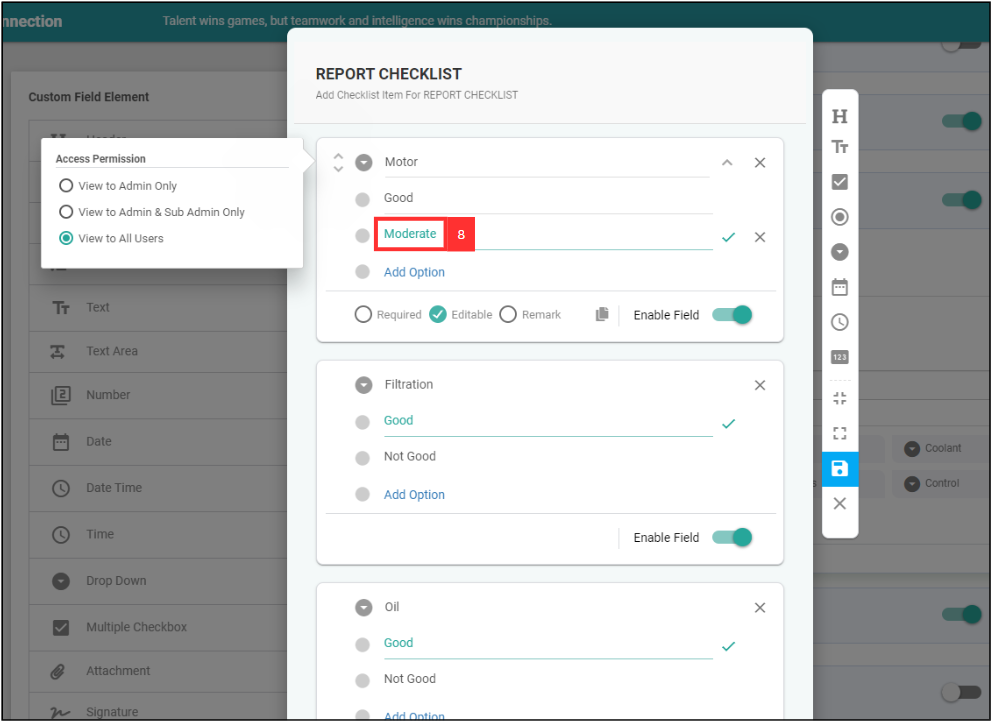 nnection
Talent wins games, but teamwork and intelligence wins championships.
Custom Field Element
Header
Access Permission
View to Admin Only
View to Admin & Sub Admin Only
View to All Users
Text
Text Area
Number
Date
Date Time
Time
Drop Down
Multiple Checkbox
Attachment
Signature
REPORT CHECKLIST
Add Checklist Item For REPORT CHECKLIST
Motor
Good
Moderate 8
Add Option
Required Editable Remark Enable Field
Filtration
Good
Not Good
Add Option
Enable Field
Oil
Good
Not Good
Add Option
H
Tт
123
Coolant
s Control